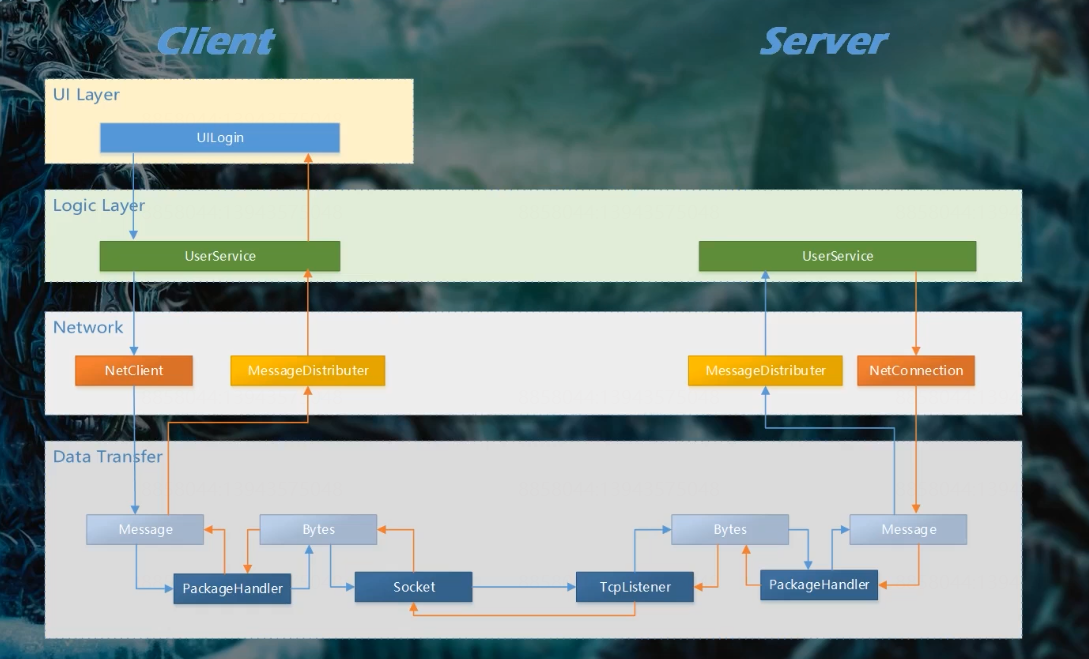 Client
Server
UI Layer
UILogin
Logic Layer
UserService
UserService
Network
NetClient
MessageDistributer
MessageDistributer
NetConnection
Data Transfer
Message
Bytes
Bytes
Message
PackageHandler
Socket
TcpListener
PackageHandler